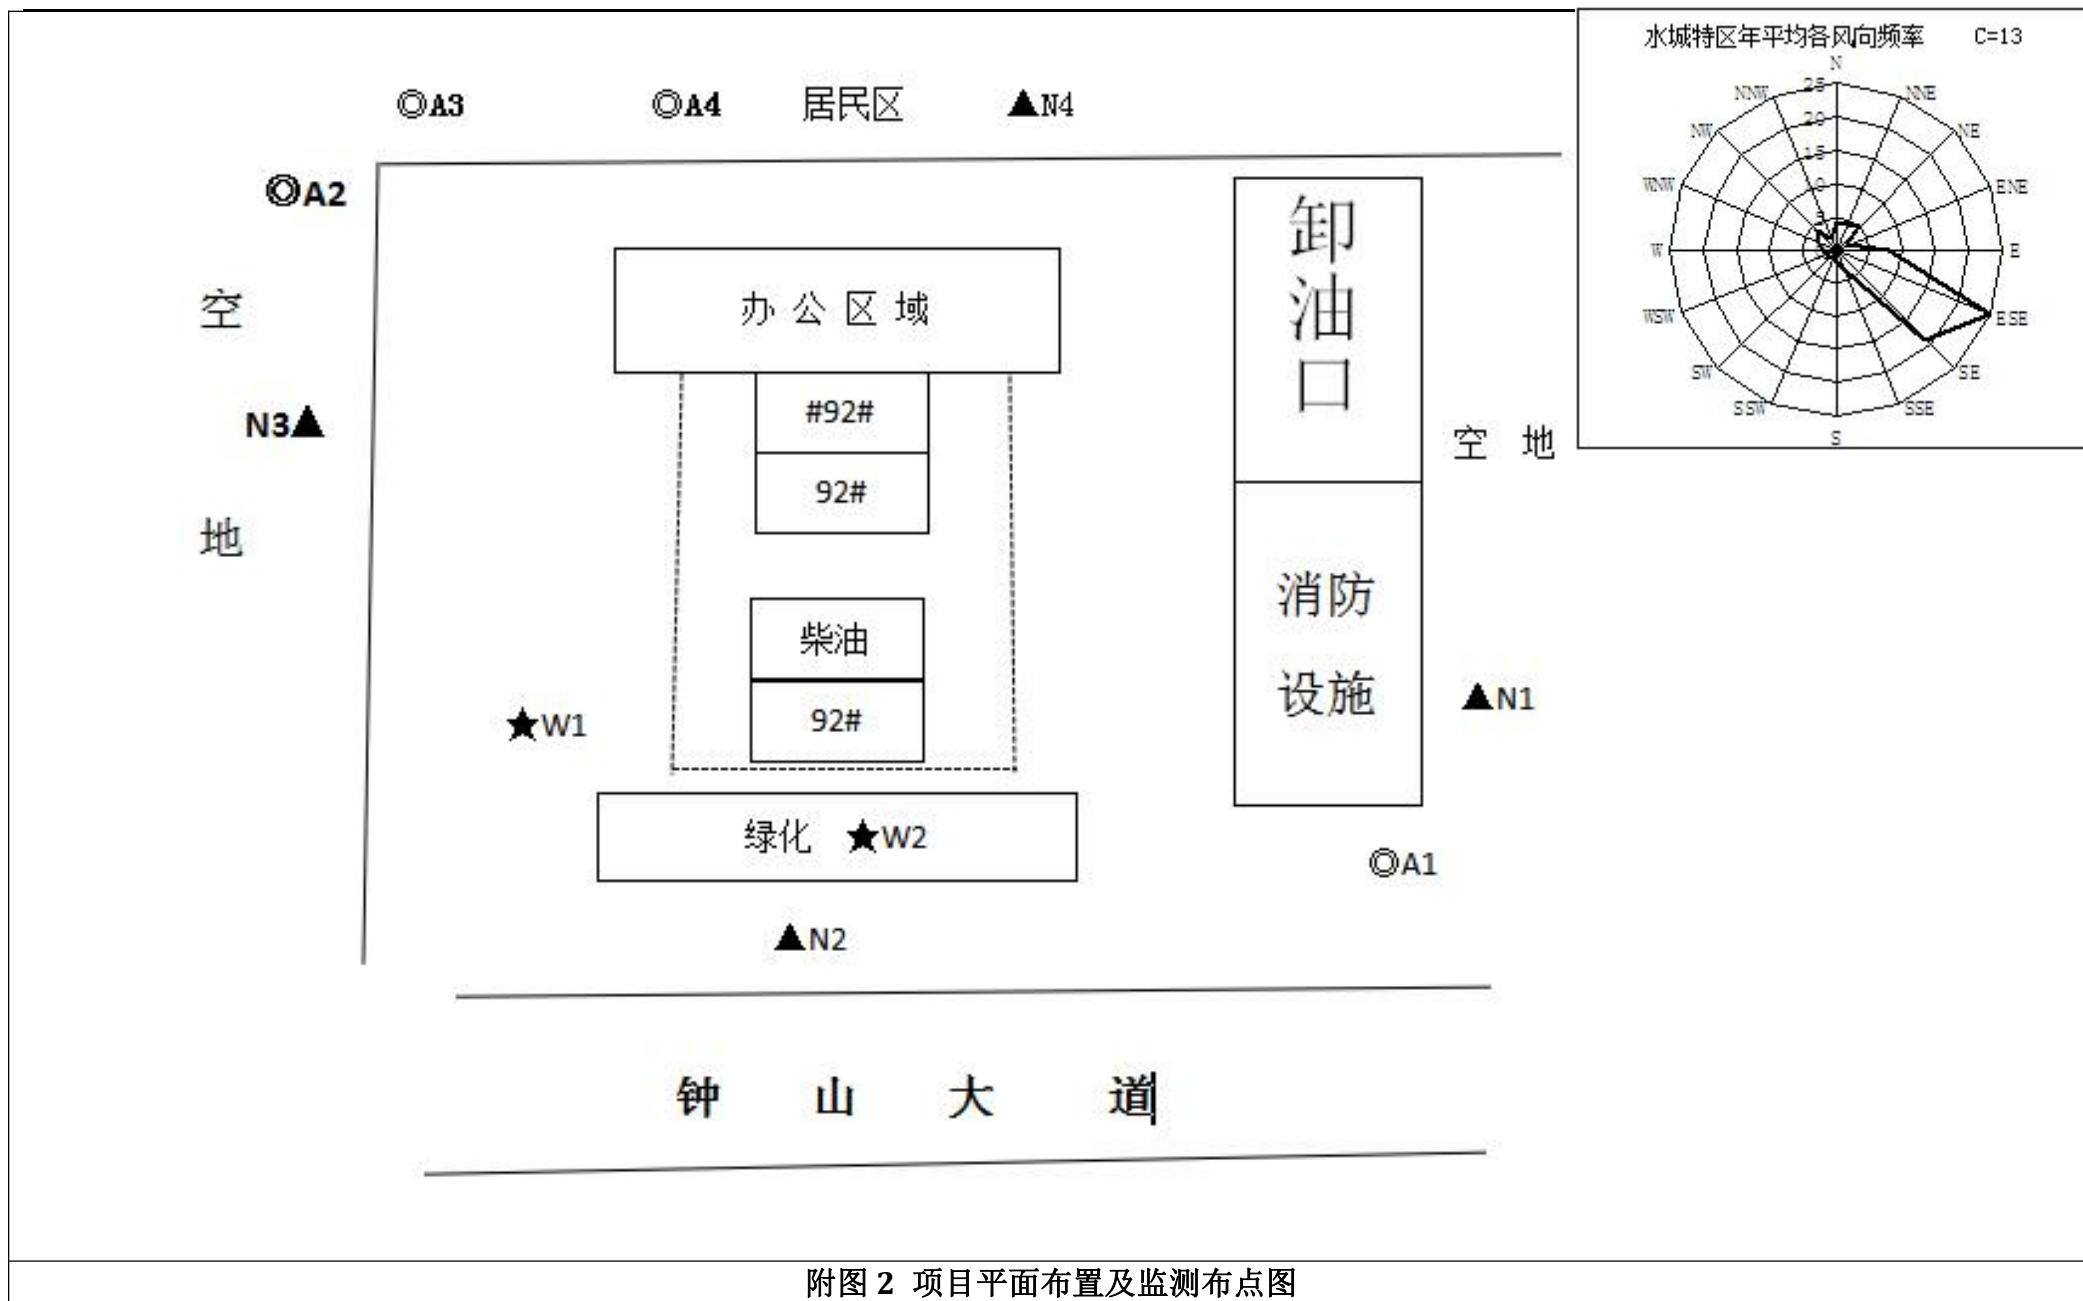 水城特区年平均各风向频率 C=13
N
NNW
25
NNE
NW
20
NE
15
WNW
ENE
5
W
E
WSW
ESE
SW
SE
SSW
SSE
S
◎A3
◎A4
居民区
▲N4
◎A2
空
地
N3▲
办公区域
#92#
92#
柴油
92#
卸
油
口
空 地
消防
设施
▲N1
★W1
绿化 ★W2
◎A1
▲N2
钟 山 大 道
附图 2 项目平面布置及监测布点图